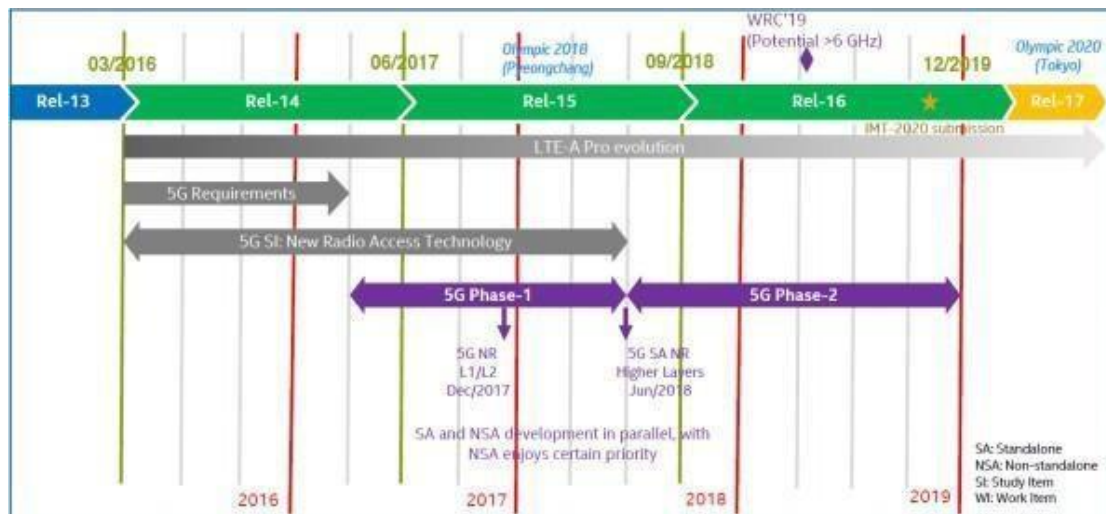 WRC'19
(Potential >6 GHz)
Olympic 2018
(Pyeongchang)
Olympic 2020
(Tokyo)
03/2016
06/2017
09/2018
12/2019
Rel-13
Rel-14
Rel-15
Rel-16
Rel-17
IMT-2020 submission
LTE-A Pro evolution
5G Requirements
5G SI: New Radio Access Technology
5G Phase-1
5G Phase-2
5G NR
L1/L2
Dec/2017
5G SA NR
Higher Layers
Jun/2018
SA and NSA development in parallel, with
NSA enjoys certain priority
SA: Standalone
NSA: Non-standalone
SI: Study Item
WI: Work Item
2016
2017
2018
2019